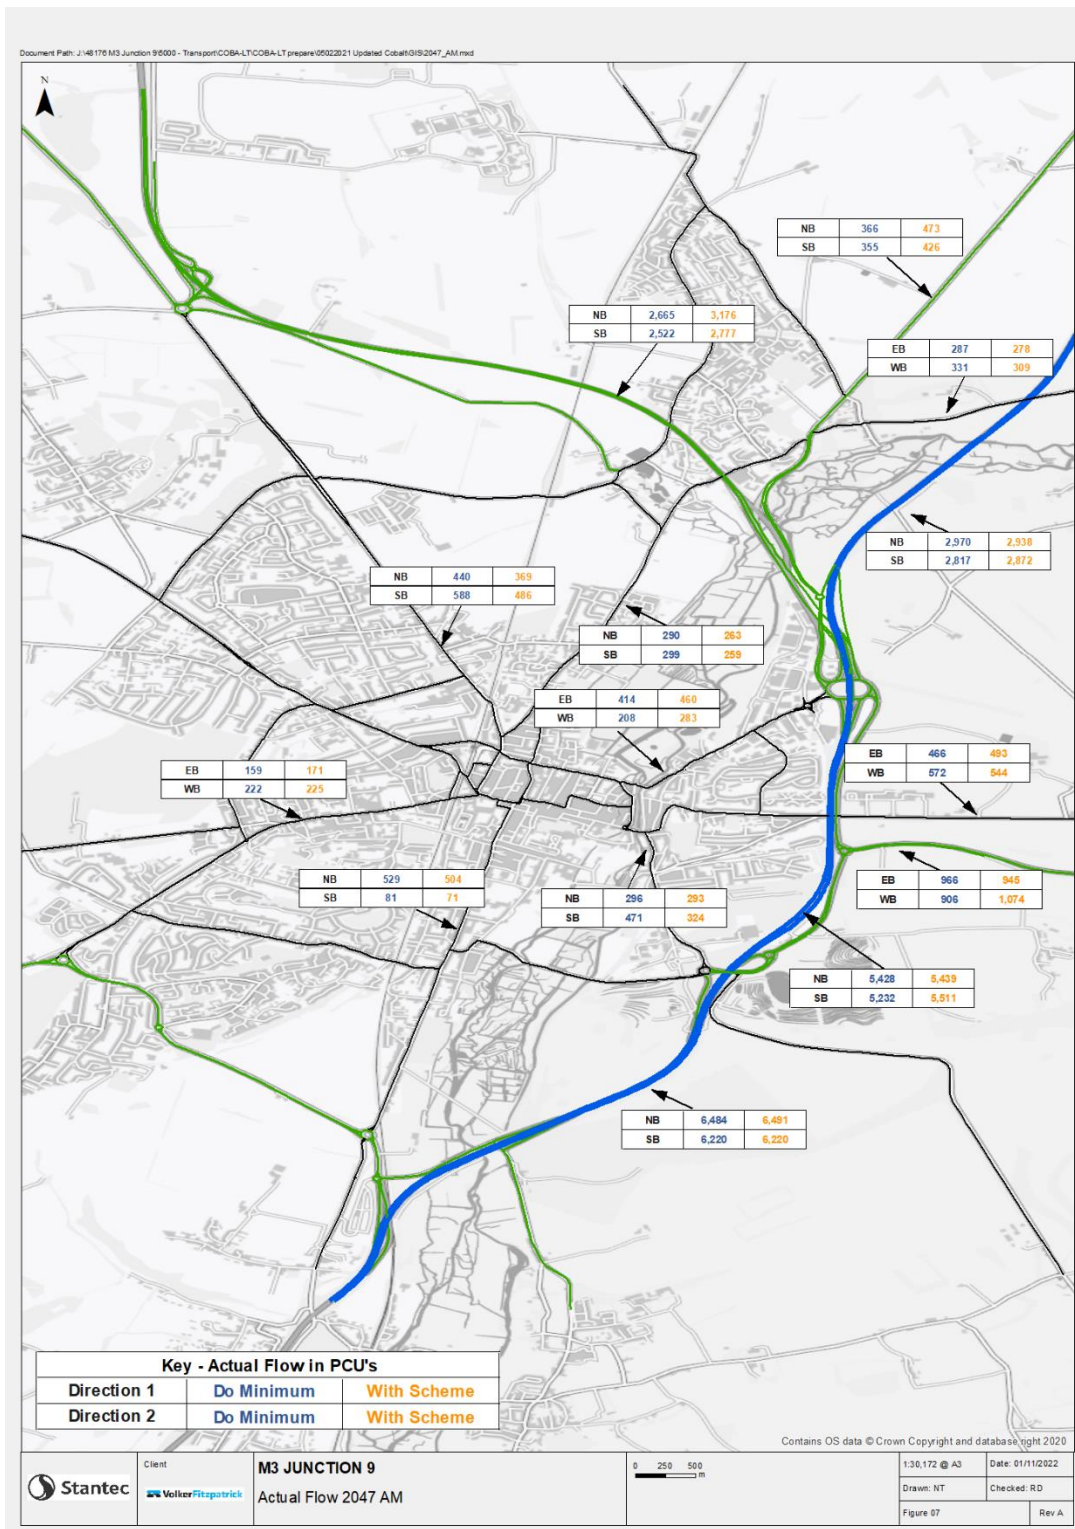 Document Path: J:\48176 M3 Junction 9\6000 - Transport\COBA-LT\COBA-LT prepare\05022021 Updated Cobalt\GIS\2047_AM.mxd
N
NB 366 473
SB 355 426
NB 2,665 3,176
SB 2,522 2,777
EB 287 278
WB 331 309
NB 2,970 2,938
SB 2,817 2,872
NB 440 369
SB 588 486
NB 290 263
SB 299 259
EB 414 460
WB 208 283
EB 466 493
WB 572 544
EB 159 171
WB 222 225
NB 529 504
SB 81 71
NB 296 293
SB 471 324
EB 966 945
WB 906 1,074
NB 5,428 5,439
SB 5,232 5,511
NB 6,484 6,491
SB 6,220 6,220
Key - Actual Flow in PCU's
Direction 1 Do Minimum With Scheme
Direction 2 Do Minimum With Scheme
Contains OS data © Crown Copyright and database right 2020
Stantec
Client
VolkerFitzpatrick
M3 JUNCTION 9
Actual Flow 2047 AM
0 250 500
m
1:30,172 @ A3 Date: 01/11/2022
Drawn: NT Checked: RD
Figure 07 Rev A